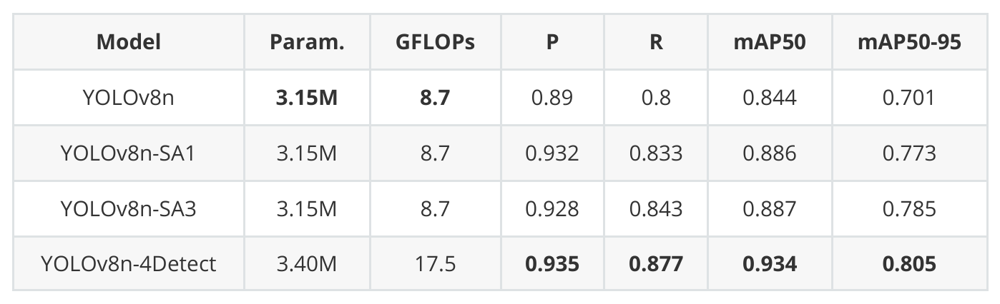 Model Param. GFLOPs P R mAP50 mAP50-95
YOLOv8n 3.15M 8.7 0.89 0.8 0.844 0.701
YOLOv8n-SA1 3.15M 8.7 0.932 0.833 0.886 0.773
YOLOv8n-SA3 3.15M 8.7 0.928 0.843 0.887 0.785
YOLOv8n-4Detect 3.40M 17.5 0.935 0.877 0.934 0.805